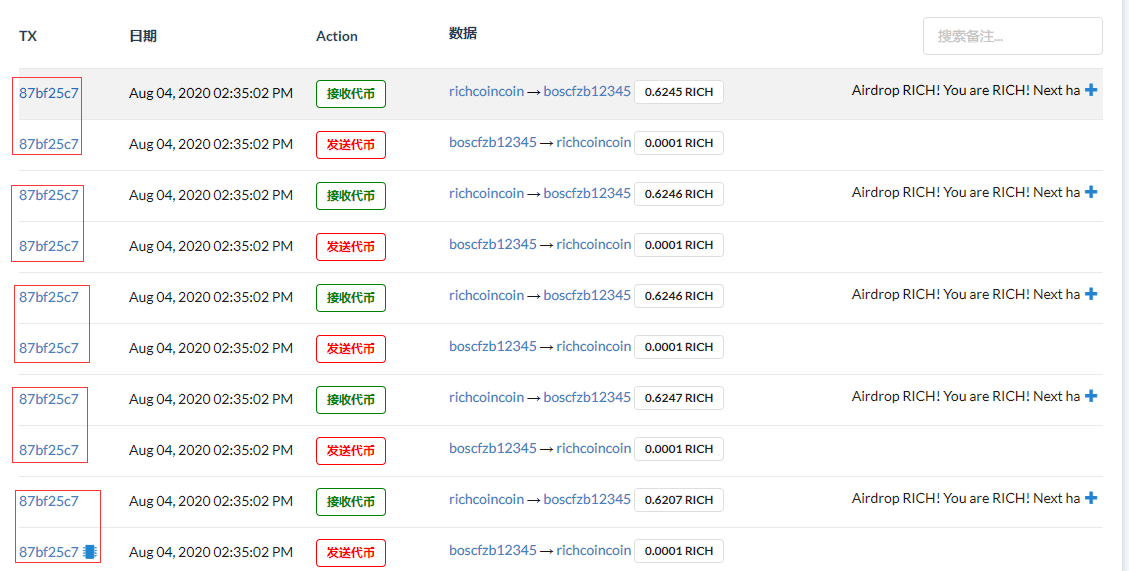 TX 日期 Action 数据 搜索备注...
87bf25c7 Aug 04, 2020 02:35:02 PM 接收代币 richcoincoin → boscfzb12345 0.6245 RICH Airdrop RICH! You are RICH! Next ha
87bf25c7 Aug 04, 2020 02:35:02 PM 发送代币 boscfzb12345 → richcoincoin 0.0001 RICH
87bf25c7 Aug 04, 2020 02:35:02 PM 接收代币 richcoincoin → boscfzb12345 0.6246 RICH Airdrop RICH! You are RICH! Next ha
87bf25c7 Aug 04, 2020 02:35:02 PM 发送代币 boscfzb12345 → richcoincoin 0.0001 RICH
87bf25c7 Aug 04, 2020 02:35:02 PM 接收代币 richcoincoin → boscfzb12345 0.6246 RICH Airdrop RICH! You are RICH! Next ha
87bf25c7 Aug 04, 2020 02:35:02 PM 发送代币 boscfzb12345 → richcoincoin 0.0001 RICH
87bf25c7 Aug 04, 2020 02:35:02 PM 接收代币 richcoincoin → boscfzb12345 0.6247 RICH Airdrop RICH! You are RICH! Next ha
87bf25c7 Aug 04, 2020 02:35:02 PM 发送代币 boscfzb12345 → richcoincoin 0.0001 RICH
87bf25c7 Aug 04, 2020 02:35:02 PM 接收代币 richcoincoin → boscfzb12345 0.6207 RICH Airdrop RICH! You are RICH! Next ha
87bf25c7 Aug 04, 2020 02:35:02 PM 发送代币 boscfzb12345 → richcoincoin 0.0001 RICH